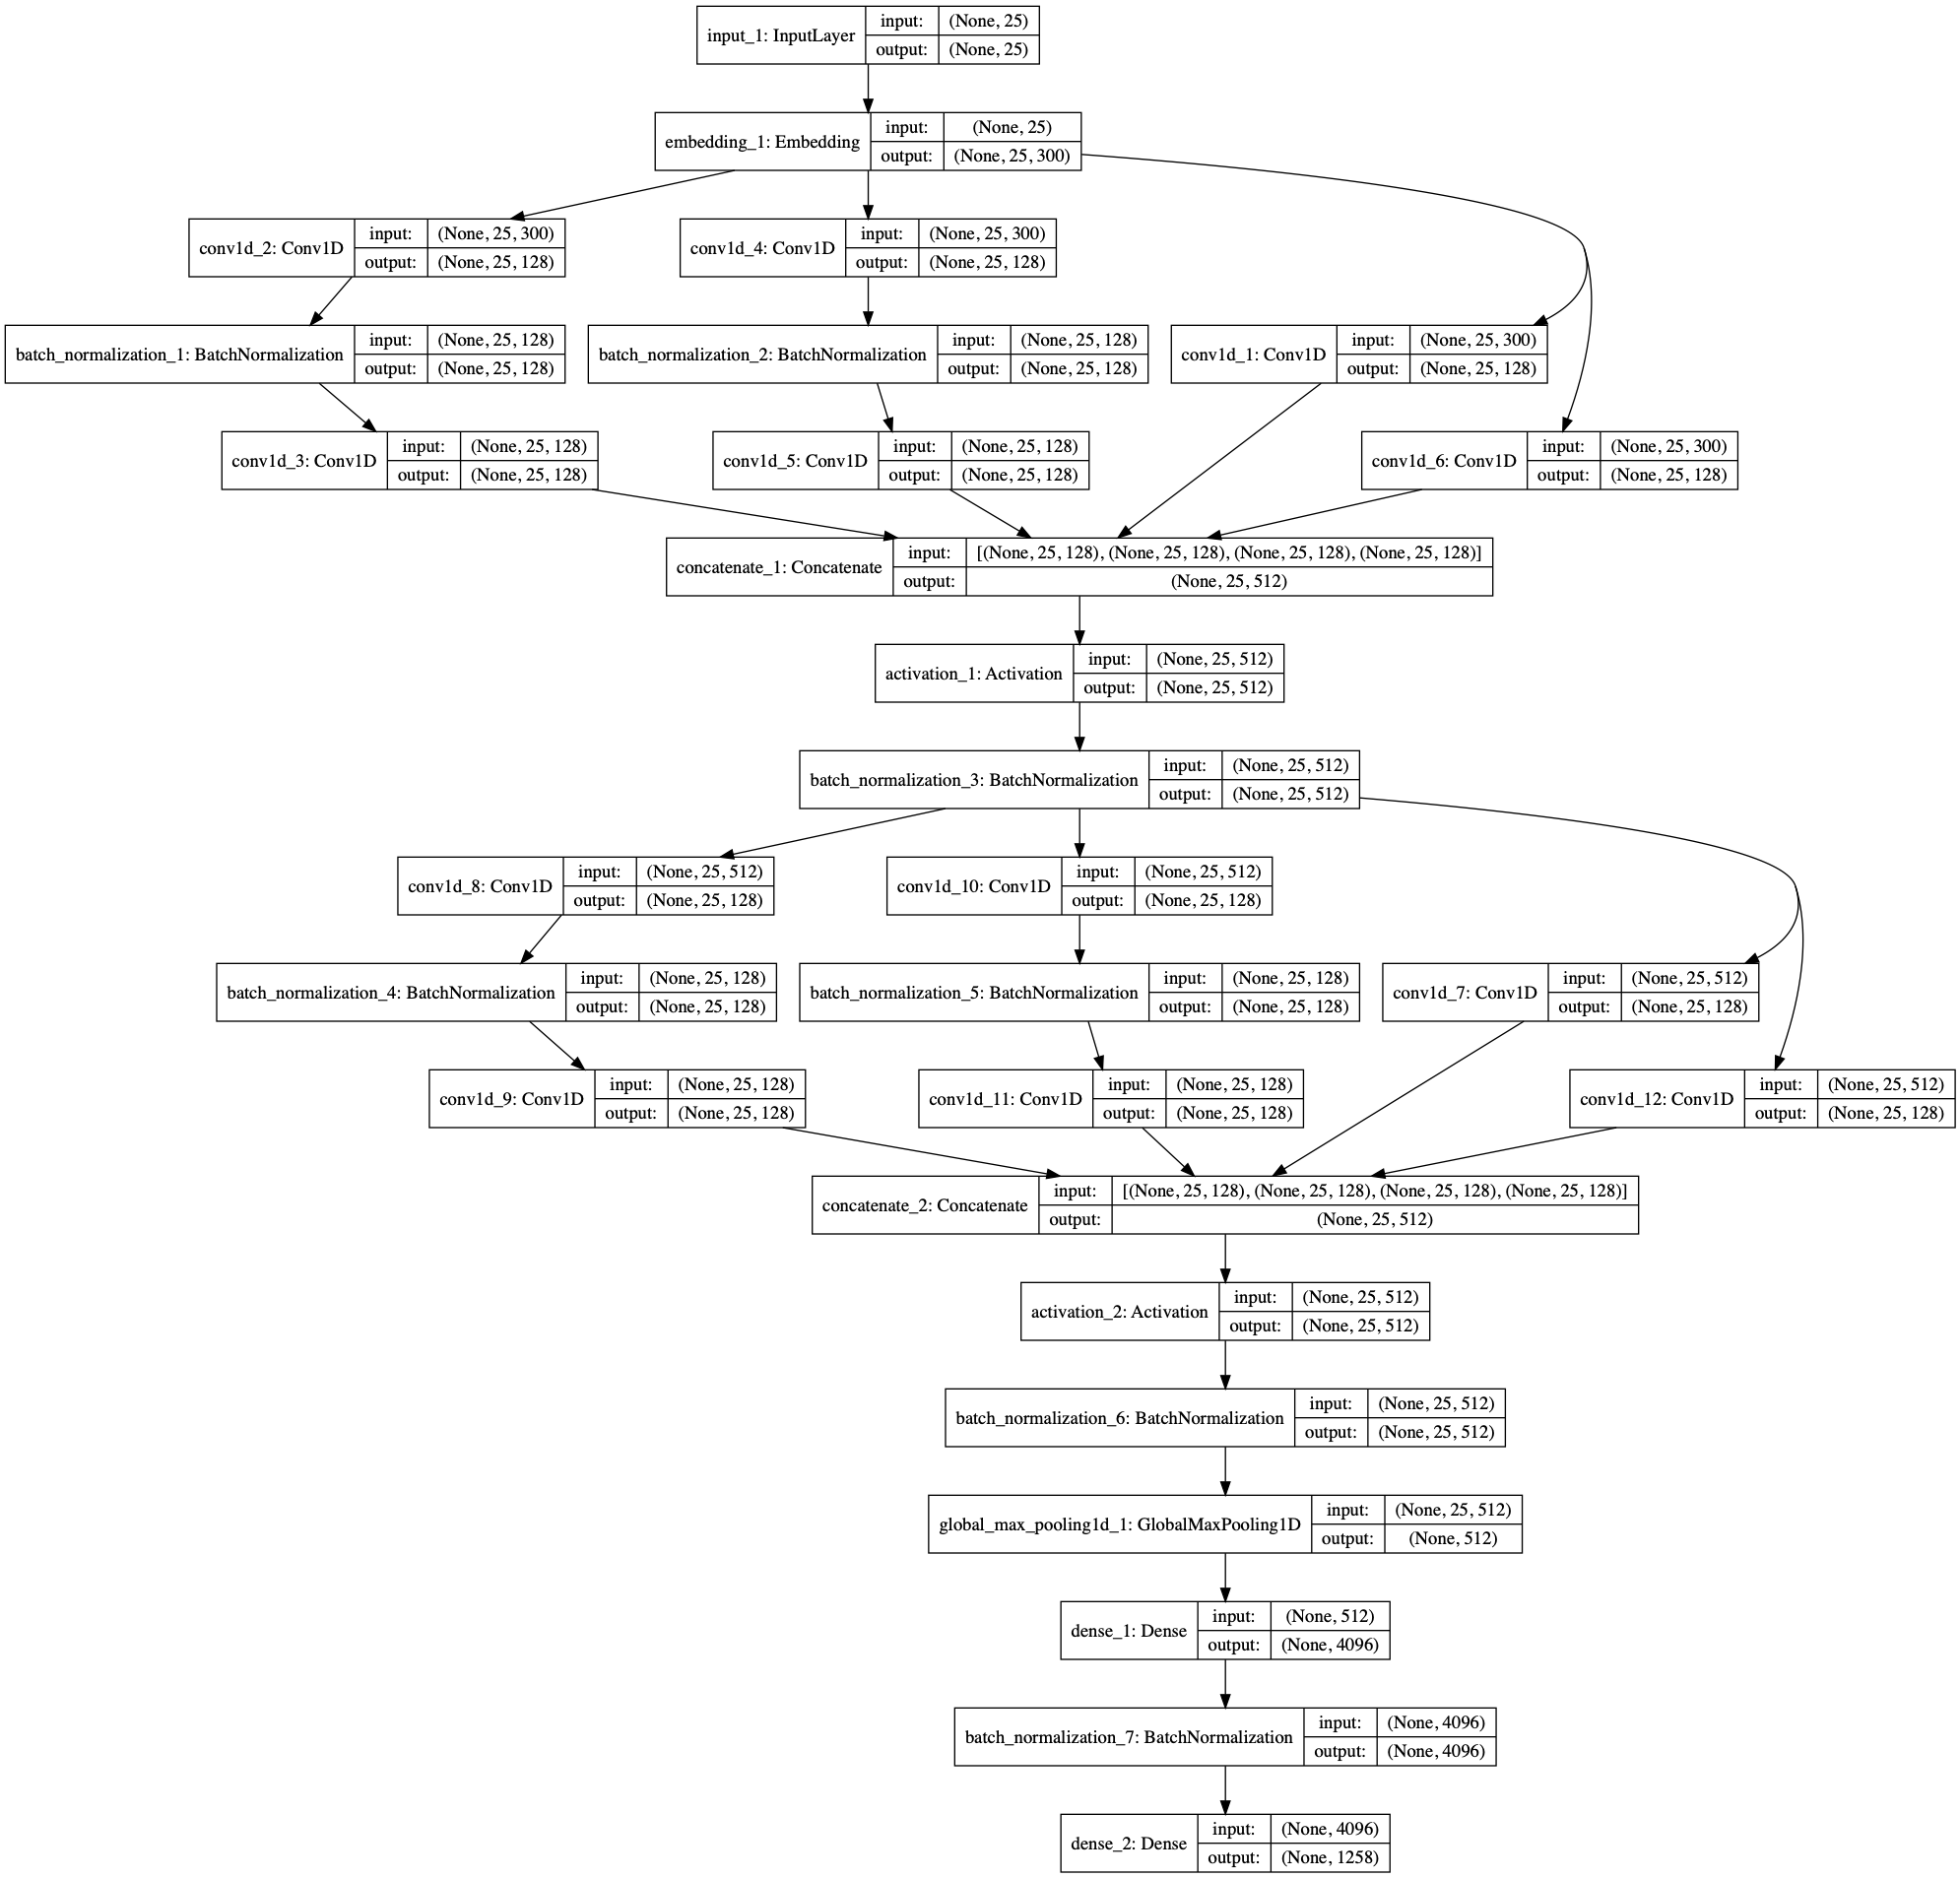 input_1: InputLayer
input: (None, 25)
output: (None, 25)
embedding_1: Embedding
input: (None, 25)
output: (None, 25, 300)
conv1d_2: Conv1D
input: (None, 25, 300)
output: (None, 25, 128)
conv1d_4: Conv1D
input: (None, 25, 300)
output: (None, 25, 128)
batch_normalization_1: BatchNormalization
input: (None, 25, 128)
output: (None, 25, 128)
batch_normalization_2: BatchNormalization
input: (None, 25, 128)
output: (None, 25, 128)
conv1d_1: Conv1D
input: (None, 25, 300)
output: (None, 25, 128)
conv1d_3: Conv1D
input: (None, 25, 128)
output: (None, 25, 128)
conv1d_5: Conv1D
input: (None, 25, 128)
output: (None, 25, 128)
conv1d_6: Conv1D
input: (None, 25, 300)
output: (None, 25, 128)
concatenate_1: Concatenate
input: [(None, 25, 128), (None, 25, 128), (None, 25, 128), (None, 25, 128)]
output: (None, 25, 512)
activation_1: Activation
input: (None, 25, 512)
output: (None, 25, 512)
batch_normalization_3: BatchNormalization
input: (None, 25, 512)
output: (None, 25, 512)
conv1d_8: Conv1D
input: (None, 25, 512)
output: (None, 25, 128)
conv1d_10: Conv1D
input: (None, 25, 512)
output: (None, 25, 128)
batch_normalization_4: BatchNormalization
input: (None, 25, 128)
output: (None, 25, 128)
batch_normalization_5: BatchNormalization
input: (None, 25, 128)
output: (None, 25, 128)
conv1d_7: Conv1D
input: (None, 25, 512)
output: (None, 25, 128)
conv1d_9: Conv1D
input: (None, 25, 128)
output: (None, 25, 128)
conv1d_11: Conv1D
input: (None, 25, 128)
output: (None, 25, 128)
conv1d_12: Conv1D
input: (None, 25, 512)
output: (None, 25, 128)
concatenate_2: Concatenate
input: [(None, 25, 128), (None, 25, 128), (None, 25, 128), (None, 25, 128)]
output: (None, 25, 512)
activation_2: Activation
input: (None, 25, 512)
output: (None, 25, 512)
batch_normalization_6: BatchNormalization
input: (None, 25, 512)
output: (None, 25, 512)
global_max_pooling1d_1: GlobalMaxPooling1D
input: (None, 25, 512)
output: (None, 512)
dense_1: Dense
input: (None, 512)
output: (None, 4096)
batch_normalization_7: BatchNormalization
input: (None, 4096)
output: (None, 4096)
dense_2: Dense
input: (None, 4096)
output: (None, 1258)